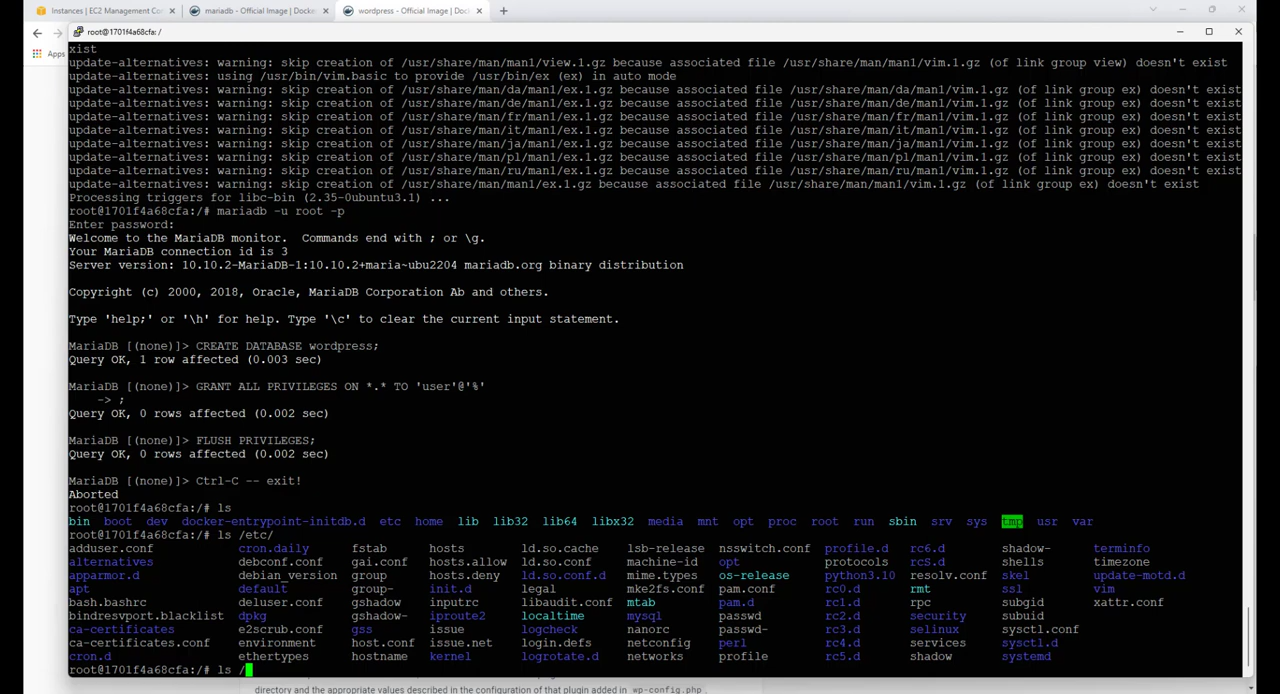 Instances | EC2 Management Co
mariadb - Official Image | Docke
wordpress - Official Image | Doc
root@1701f4a68cfa: /
Apps
xist
update-alternatives: warning: skip creation of /usr/share/man/man1/view.1.gz because associated file /usr/share/man/man1/vim.1.gz (of link group view) doesn't exist
update-alternatives: using /usr/bin/vim.basic to provide /usr/bin/ex (ex) in auto mode
update-alternatives: warning: skip creation of /usr/share/man/da/man1/ex.1.gz because associated file /usr/share/man/da/man1/vim.1.gz (of link group ex) doesn't exist
update-alternatives: warning: skip creation of /usr/share/man/de/man1/ex.1.gz because associated file /usr/share/man/de/man1/vim.1.gz (of link group ex) doesn't exist
update-alternatives: warning: skip creation of /usr/share/man/fr/man1/ex.1.gz because associated file /usr/share/man/fr/man1/vim.1.gz (of link group ex) doesn't exist
update-alternatives: warning: skip creation of /usr/share/man/it/man1/ex.1.gz because associated file /usr/share/man/it/man1/vim.1.gz (of link group ex) doesn't exist
update-alternatives: warning: skip creation of /usr/share/man/ja/man1/ex.1.gz because associated file /usr/share/man/ja/man1/vim.1.gz (of link group ex) doesn't exist
update-alternatives: warning: skip creation of /usr/share/man/pl/man1/ex.1.gz because associated file /usr/share/man/pl/man1/vim.1.gz (of link group ex) doesn't exist
update-alternatives: warning: skip creation of /usr/share/man/ru/man1/ex.1.gz because associated file /usr/share/man/ru/man1/vim.1.gz (of link group ex) doesn't exist
update-alternatives: warning: skip creation of /usr/share/man/man1/ex.1.gz because associated file /usr/share/man/man1/vim.1.gz (of link group ex) doesn't exist
Processing triggers for libc-bin (2.35-0ubuntu3.1) ...
root@1701f4a68cfa:/# mariadb -u root -p
Enter password:
Welcome to the MariaDB monitor.  Commands end with ; or \g.
Your MariaDB connection id is 3
Server version: 10.10.2-MariaDB-1:10.10.2+maria~ubu2204 mariadb.org binary distribution
Copyright (c) 2000, 2018, Oracle, MariaDB Corporation Ab and others.
Type 'help;' or '\h' for help. Type '\c' to clear the current input statement.
MariaDB [(none)]> CREATE DATABASE wordpress;
Query OK, 1 row affected (0.003 sec)
MariaDB [(none)]> GRANT ALL PRIVILEGES ON *.* TO 'user'@'%'
-> ;
Query OK, 0 rows affected (0.002 sec)
MariaDB [(none)]> FLUSH PRIVILEGES;
Query OK, 0 rows affected (0.002 sec)
MariaDB [(none)]> Ctrl-C -- exit!
Aborted
root@1701f4a68cfa:/# ls
bin boot dev docker-entrypoint-initdb.d etc home lib lib32 lib64 libx32 media mnt opt proc root run sbin srv sys tmp usr var
root@1701f4a68cfa:/# ls /etc/
adduser.conf cron.daily fstab hosts ld.so.cache lsb-release nsswitch.conf profile.d rc6.d shadow- terminfo
alternatives debconf.conf gai.conf hosts.allow ld.so.conf machine-id opt protocols rcS.d shells timezone
apparmor.d debian_version group hosts.deny ld.so.conf.d mime.types os-release python3.10 resolv.conf skel update-motd.d
apt default group- init.d legal mke2fs.conf pam.conf rc0.d rmt ssl vim
bash.bashrc deluser.conf gshadow inputrc libaudit.conf mtab pam.d rc1.d rpc subgid xattr.conf
bindresvport.blacklist dpkg gshadow- iproute2 localtime mysql passwd rc2.d security subuid
ca-certificates e2scrub.conf gss issue logcheck nanorc passwd- rc3.d selinux sysctl.conf
ca-certificates.conf environment host.conf issue.net login.defs netconfig perl rc4.d services sysctl.d
cron.d ethertypes hostname kernel logrotate.d networks profile rc5.d shadow systemd
root@1701f4a68cfa:/# ls /
directory and the appropriate values described in the configuration of that plugin added in wp-config.php